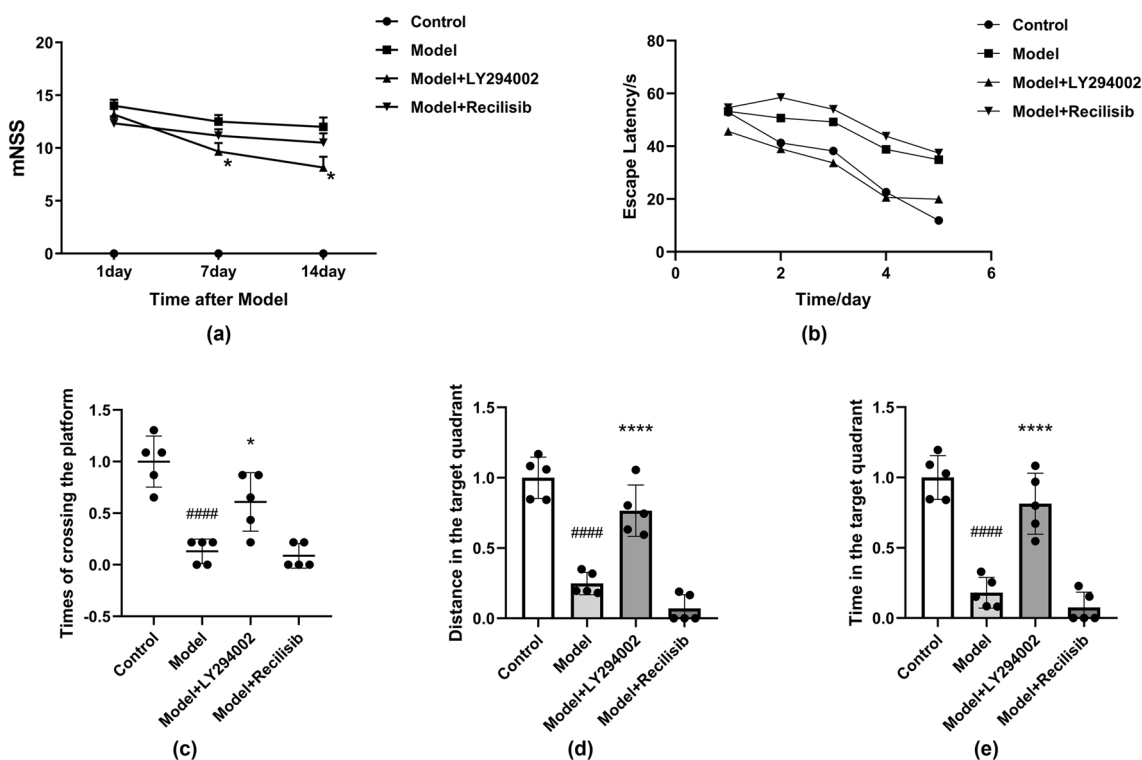 Control
Model
Model+LY294002
Model+Recilisib
mNSS
20
15
10
5
0
*
*
1day
7day
14day
Time after Model
(a)
Control
Model
Model+LY294002
Model+Recilisib
Escape Latency/s
80
60
40
20
0
0
2
4
6
Time/day
(b)
Times of crossing the platform
1.5
1.0
0.5
0.0
-0.5
####
*
Control
Model
Model+LY294002
Model+Recilisib
(c)
Distance in the target quadrant
1.5
1.0
0.5
0.0
####
****
Control
Model
Model+LY294002
Model+Recilisib
(d)
Time in the target quadrant
1.5
1.0
0.5
0.0
####
****
Control
Model
Model+LY294002
Model+Recilisib
(e)